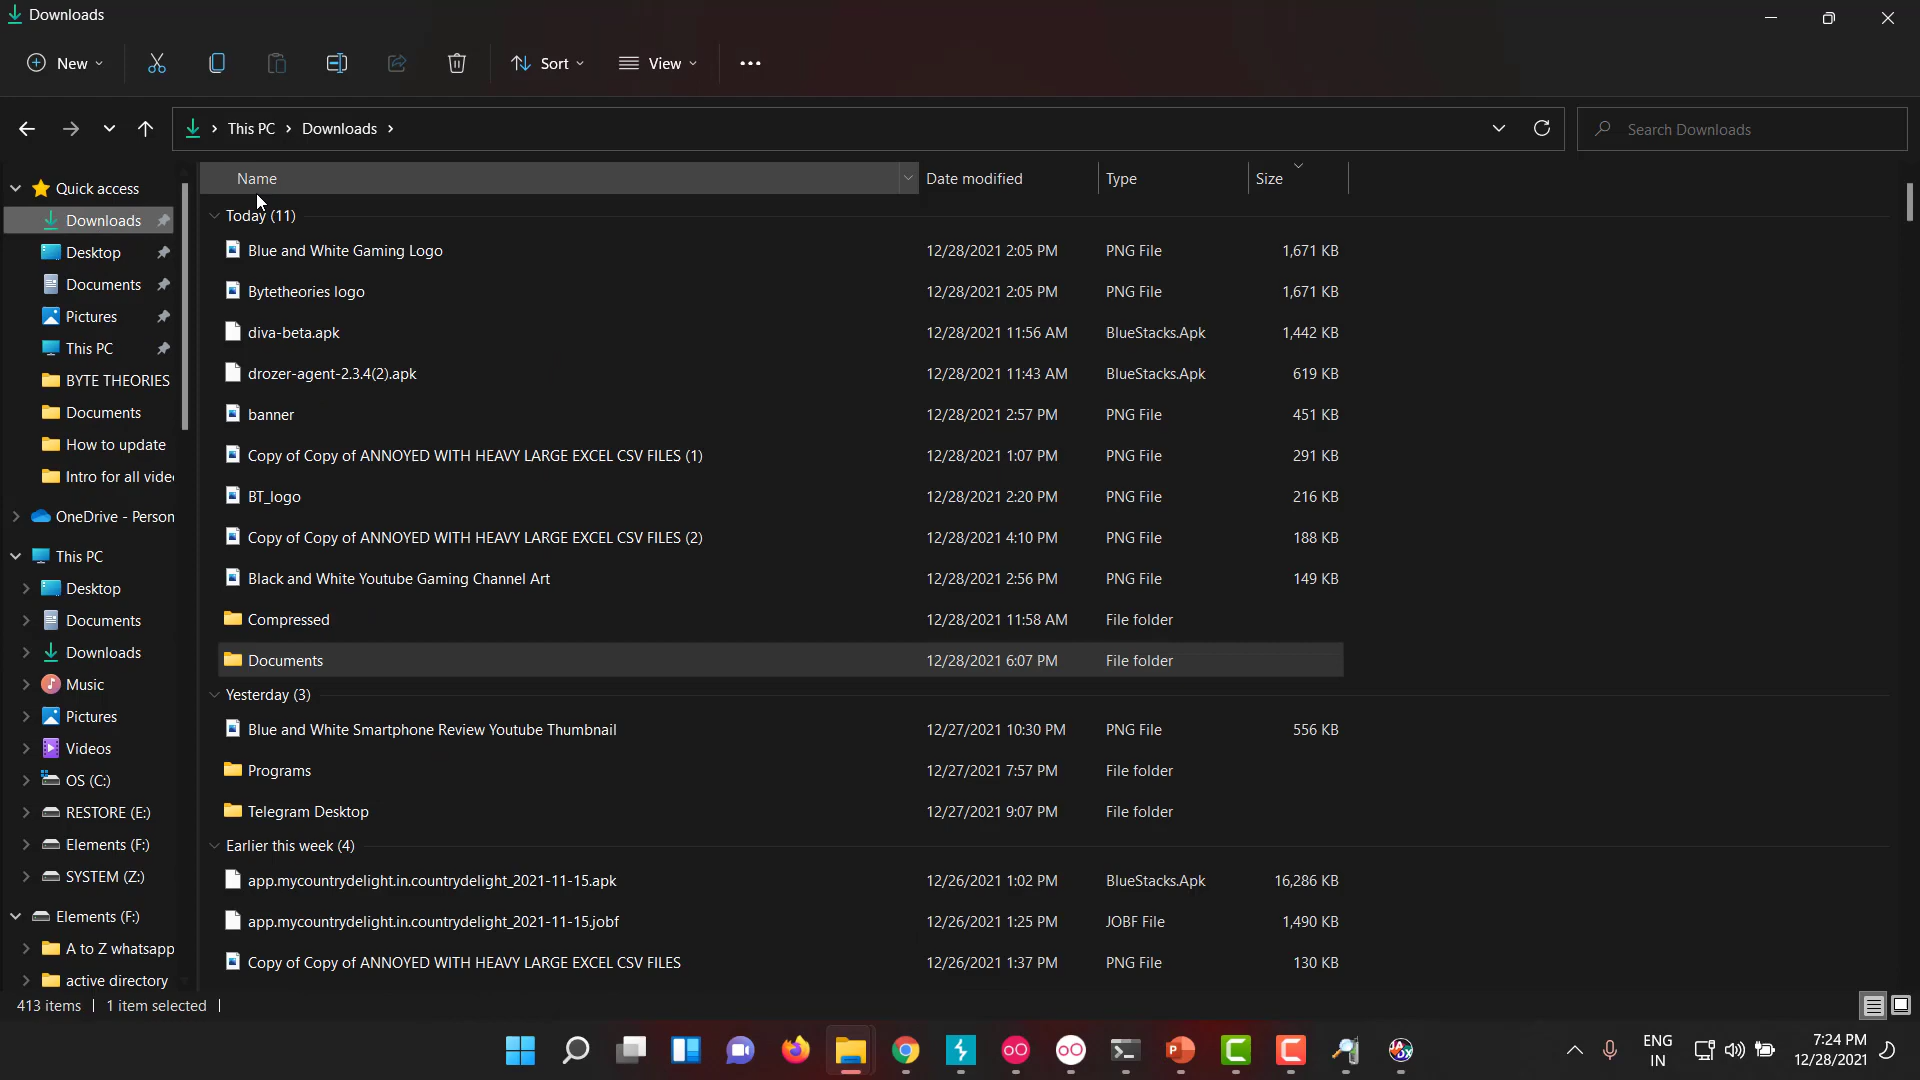 Downloads
New
Sort
View
This PC
Downloads
Search Downloads
Name
Date modified
Type
Size
Quick access
Downloads
Desktop
Documents
Pictures
This PC
BYTE THEORIES
Documents
How to update
Intro for all vide
OneDrive - Person
This PC
Desktop
Documents
Downloads
Music
Pictures
Videos
OS (C:)
RESTORE (E:)
Elements (F:)
SYSTEM (Z:)
Elements (F:)
A to Z whatsapp
active directory
Today (11)
Blue and White Gaming Logo 12/28/2021 2:05 PM PNG File 1,671 KB
Bytetheories logo 12/28/2021 2:05 PM PNG File 1,671 KB
diva-beta.apk 12/28/2021 11:56 AM BlueStacks.Apk 1,442 KB
drozer-agent-2.3.4(2).apk 12/28/2021 11:43 AM BlueStacks.Apk 619 KB
banner 12/28/2021 2:57 PM PNG File 451 KB
Copy of Copy of ANNOYED WITH HEAVY LARGE EXCEL CSV FILES (1) 12/28/2021 1:07 PM PNG File 291 KB
BT_logo 12/28/2021 2:20 PM PNG File 216 KB
Copy of Copy of ANNOYED WITH HEAVY LARGE EXCEL CSV FILES (2) 12/28/2021 4:10 PM PNG File 188 KB
Black and White Youtube Gaming Channel Art 12/28/2021 2:56 PM PNG File 149 KB
Compressed 12/28/2021 11:58 AM File folder
Documents 12/28/2021 6:07 PM File folder
Yesterday (3)
Blue and White Smartphone Review Youtube Thumbnail 12/27/2021 10:30 PM PNG File 556 KB
Programs 12/27/2021 7:57 PM File folder
Telegram Desktop 12/27/2021 9:07 PM File folder
Earlier this week (4)
app.mycountrydelight.in.countrydelight_2021-11-15.apk 12/26/2021 1:02 PM BlueStacks.Apk 16,286 KB
app.mycountrydelight.in.countrydelight_2021-11-15.jobf 12/26/2021 1:25 PM JOBF File 1,490 KB
Copy of Copy of ANNOYED WITH HEAVY LARGE EXCEL CSV FILES 12/26/2021 1:37 PM PNG File 130 KB
413 items
1 item selected
ENG
IN
7:24 PM
12/28/2021